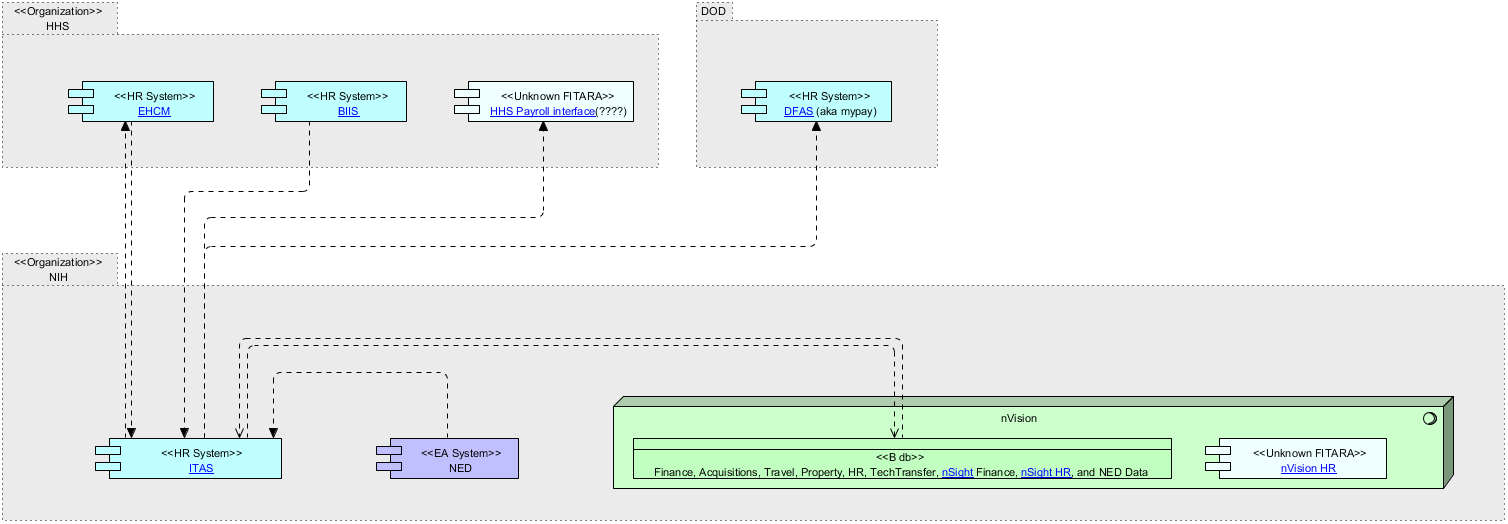 <<Organization>>
HHS
DOD
<<HR System>>
EHCM
<<HR System>>
BIIS
<<Unknown FITARA>>
HHS Payroll interface(????)
<<HR System>>
DFAS (aka mypay)
<<Organization>>
NIH
<<HR System>>
ITAS
<<EA System>>
NED
nVision
<<B db>>
Finance, Acquisitions, Travel, Property, HR, TechTransfer, nSight Finance, nSight HR, and NED Data
<<Unknown FITARA>>
nVision HR